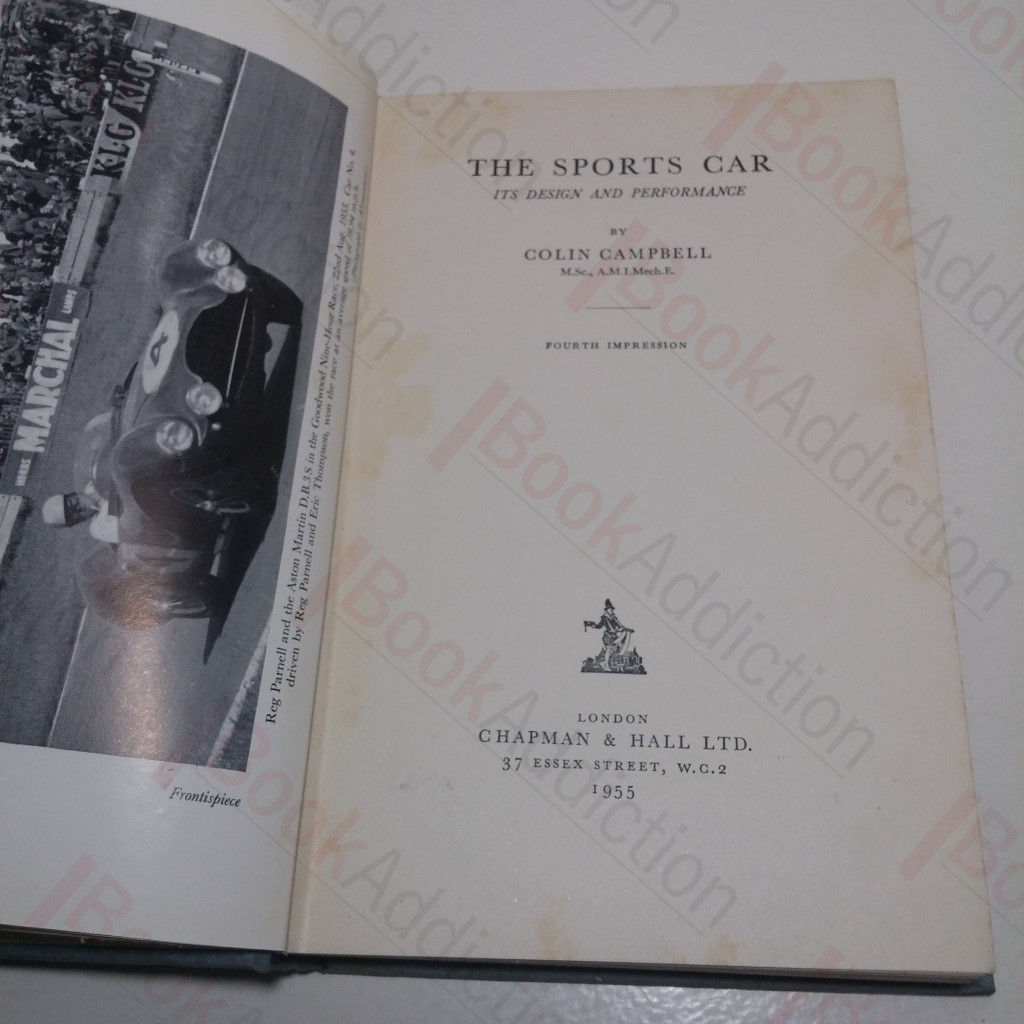 KLG KLG
MARCHAL LAMPS
Reg Parnell and the Aston Martin D.B.3.S in the Goodwood Nine-Hour Race, 22nd Aug. 1953. Car No. 4,
driven by Reg Parnell and Eric Thompson, won the race at an average speed of
Frontispiece
THE SPORTS CAR
ITS DESIGN AND PERFORMANCE
BY
COLIN CAMPBELL
M.Sc., A.M.I.Mech.E.
FOURTH IMPRESSION
LONDON
CHAPMAN & HALL LTD.
37 ESSEX STREET, W.C.2
1955
BookAddiction